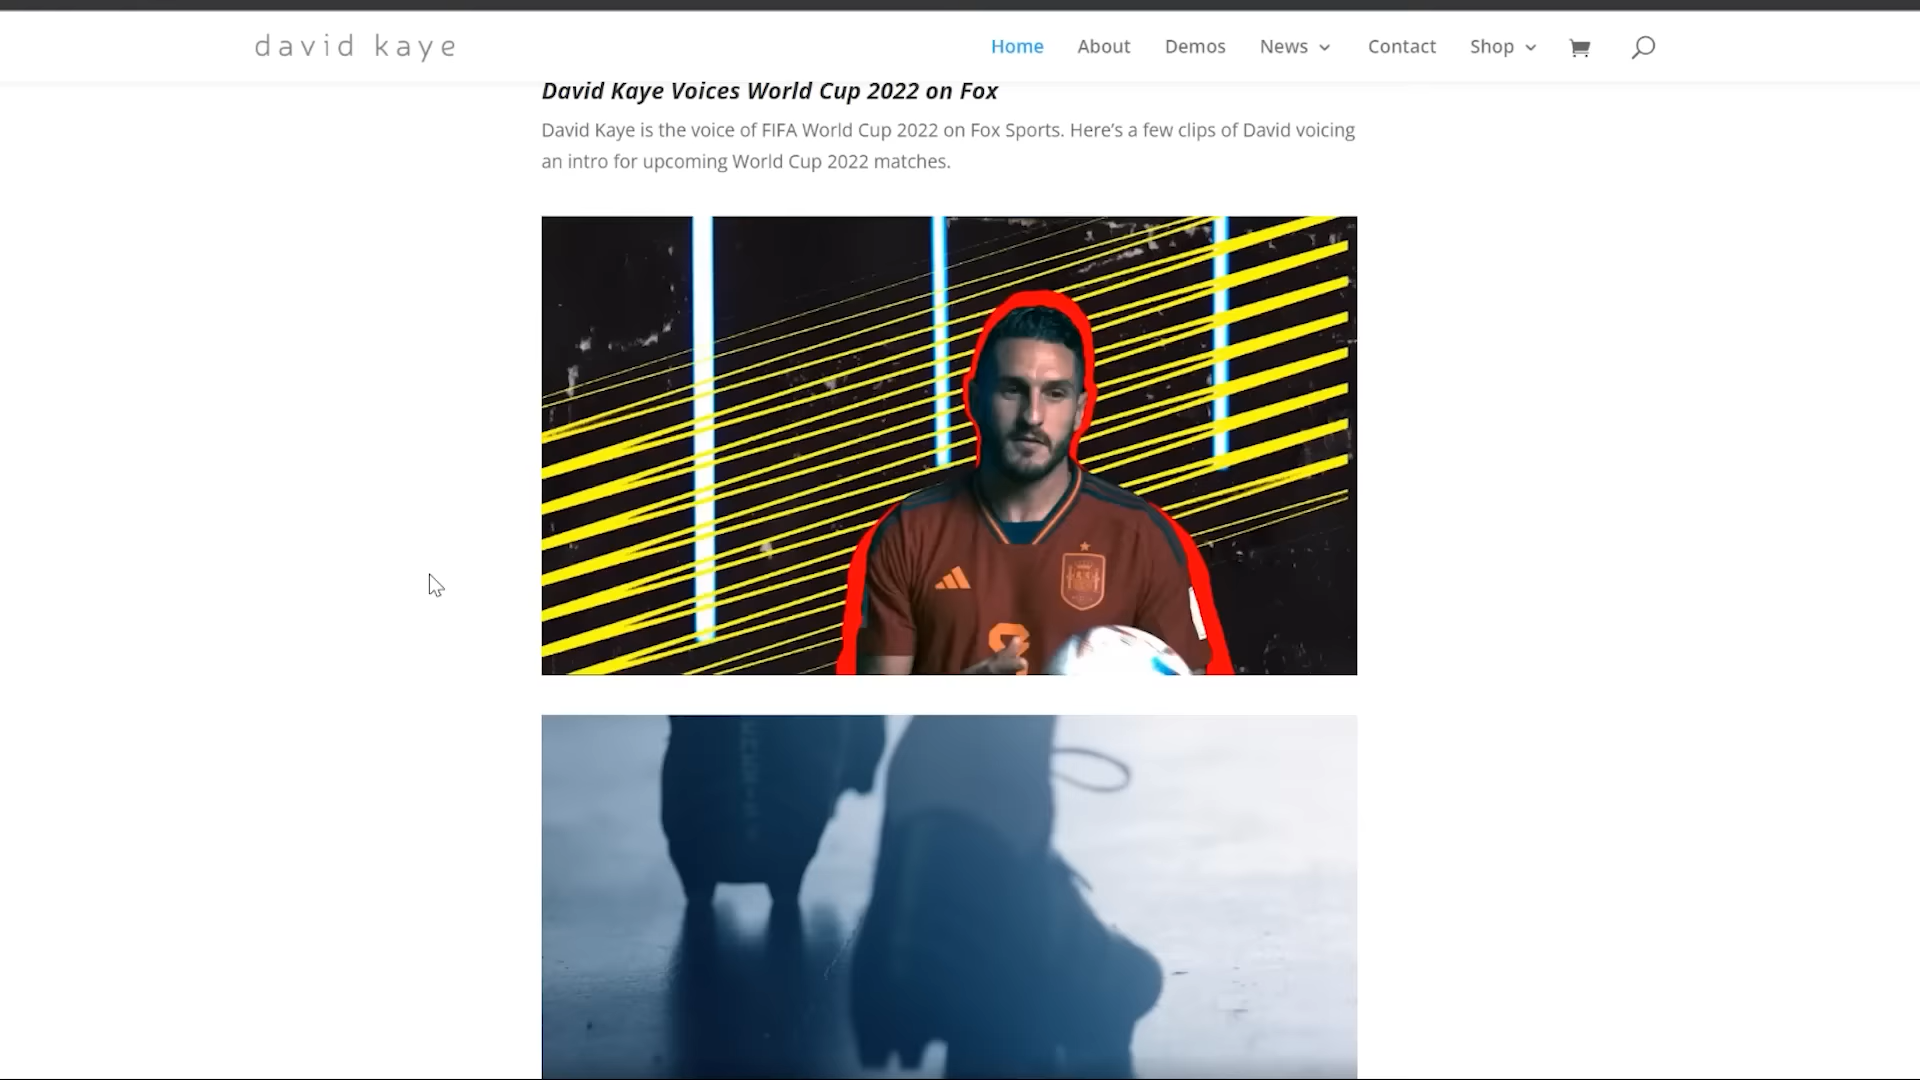 david kaye
Home About Demos News Contact Shop
David Kaye Voices World Cup 2022 on Fox
David Kaye is the voice of FIFA World Cup 2022 on Fox Sports. Here’s a few clips of David voicing
an intro for upcoming World Cup 2022 matches.
8